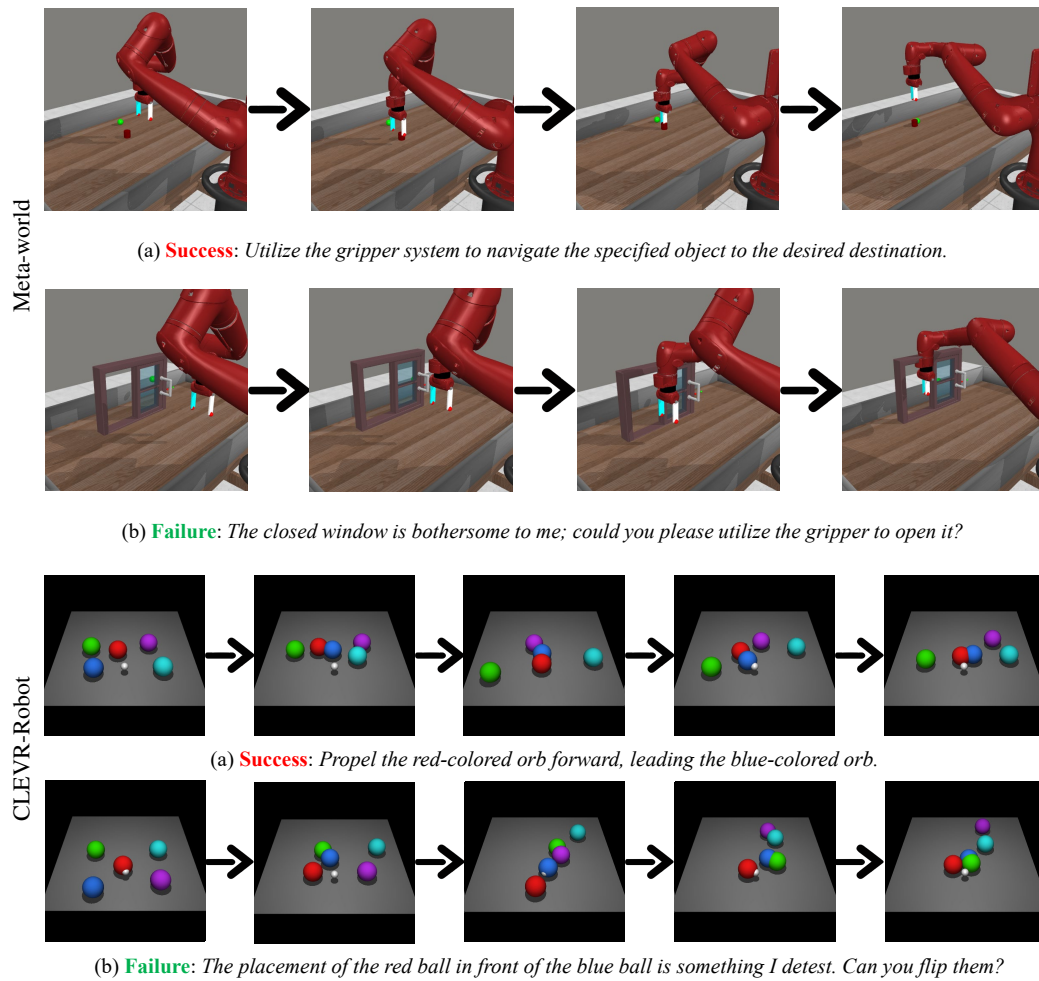 Meta-world
(a) Success: Utilize the gripper system to navigate the specified object to the desired destination.
(b) Failure: The closed window is bothersome to me; could you please utilize the gripper to open it?
CLEVR-Robot
(a) Success: Propel the red-colored orb forward, leading the blue-colored orb.
(b) Failure: The placement of the red ball in front of the blue ball is something I detest. Can you flip them?